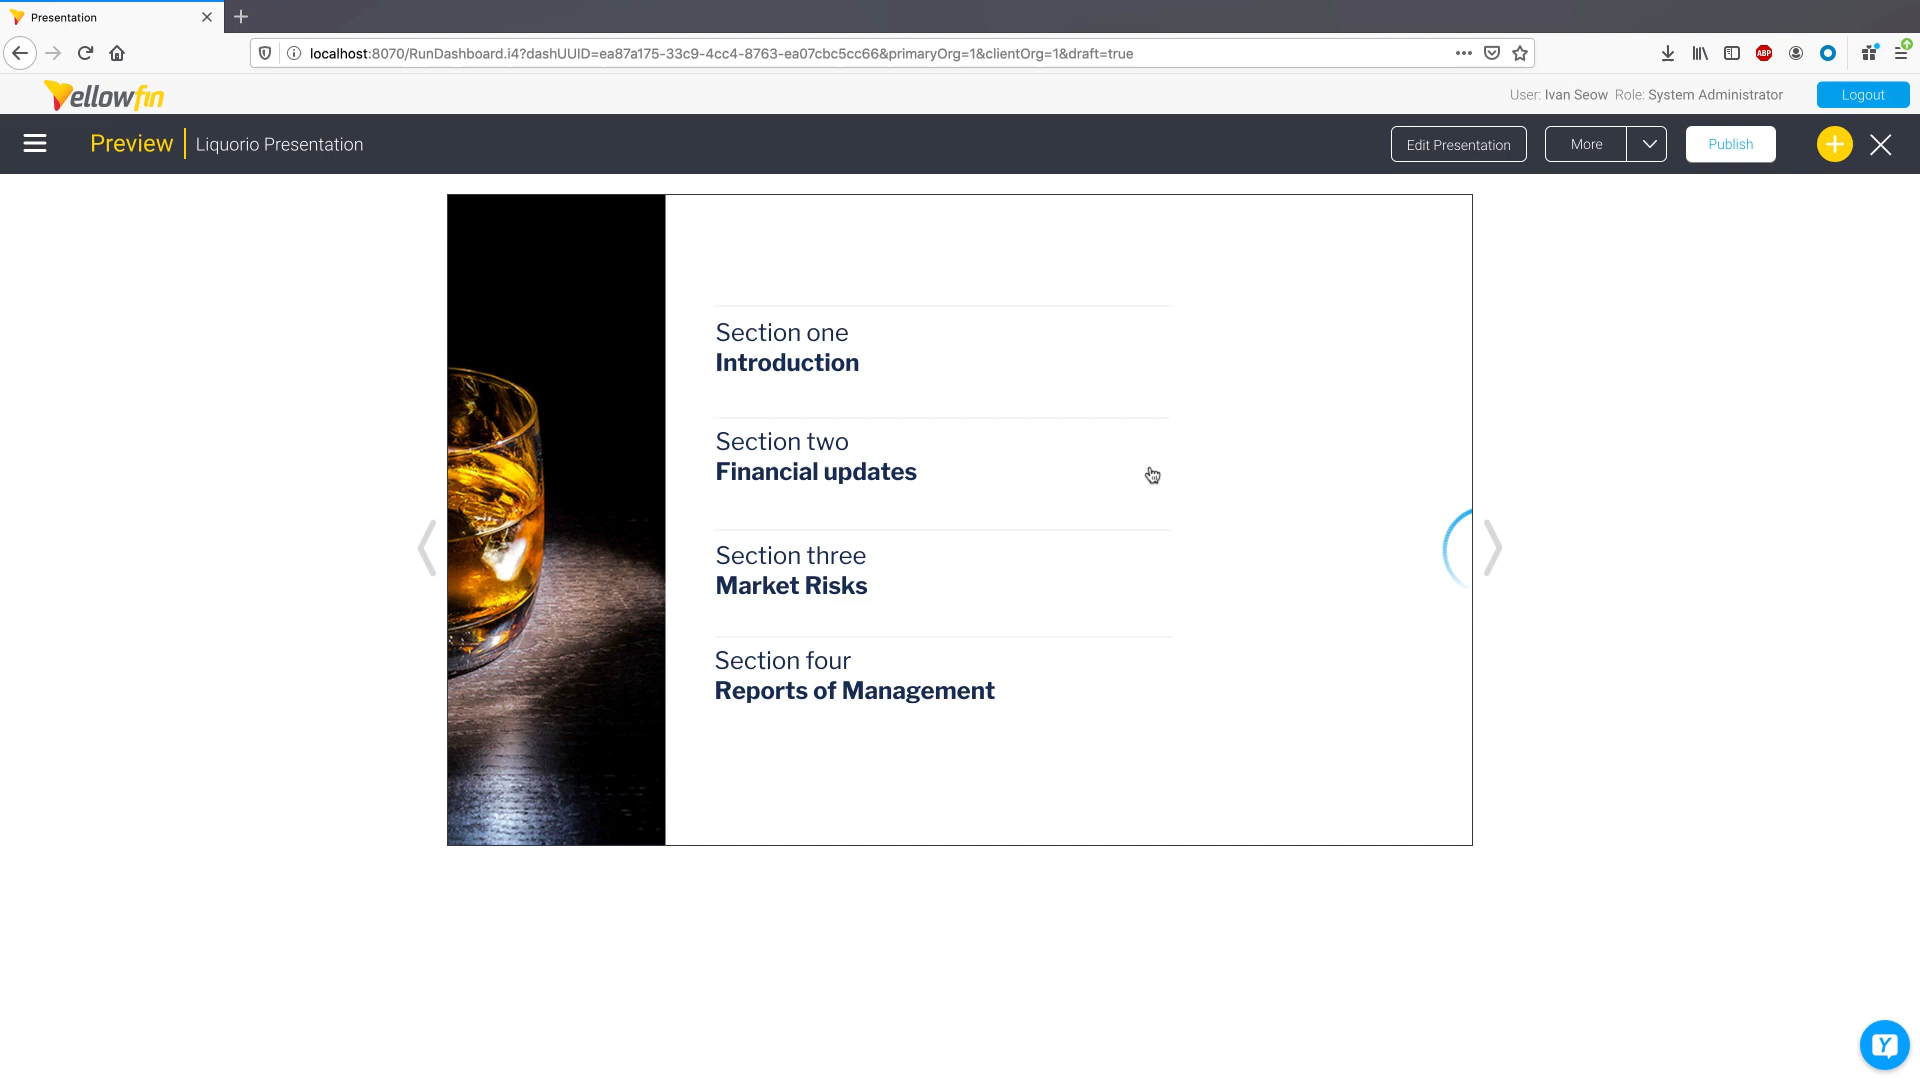 Presentation
localhost:8070/RunDashboard.i4?dashUUID=ea87a175-33c9-4cc4-8763-ea07cbc5cc66&primaryOrg=1&clientOrg=1&draft=true
ABP
Yellowfin
User: Ivan Seow Role: System Administrator
Logout
Preview
Liquorio Presentation
Edit Presentation
More
Publish
Section one
Introduction
Section two
Financial updates
Section three
Market Risks
Section four
Reports of Management
Y